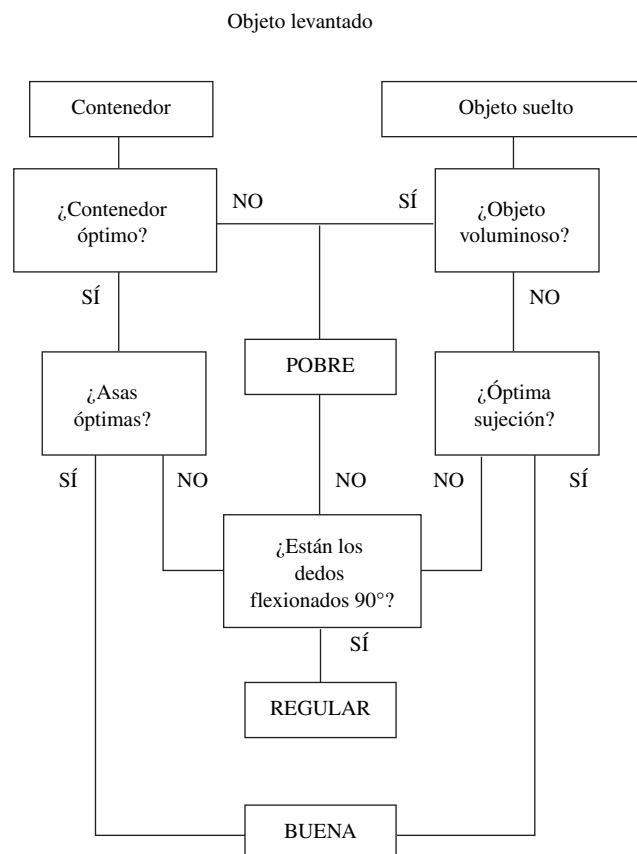 Objeto levantado
Contenedor
Objeto suelto
¿Contenedor
óptimo?
NO
SÍ
¿Objeto
voluminoso?
SÍ
NO
¿Asas
óptimas?
POBRE
¿Óptima
sujeción?
SÍ
NO
NO
NO
SÍ
¿Están los
dedos
flexionados 90°?
SÍ
REGULAR
BUENA